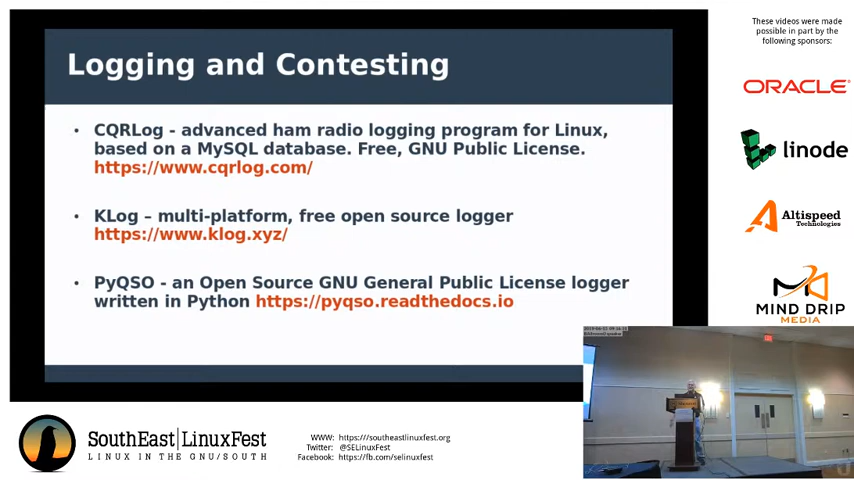 These videos were made
possible in part by the
following sponsors:
Logging and Contesting
ORACLE
• CQRLog - advanced ham radio logging program for Linux,
based on a MySQL database. Free, GNU Public License.
https://www.cqrlog.com/
linode
• KLog – multi-platform, free open source logger
https://www.klog.xyz/
Altispeed
Technologies
• PyQSO - an Open Source GNU General Public License logger
written in Python https://pyqso.readthedocs.io
MIND DRIP
MEDIA
SouthEast|LinuxFest
LINUX IN THE GNU/SOUTH
WWW: https:///southeastlinuxfest.org
Twitter: @SELinuxFest
Facebook: https://fb.com/selinuxfest